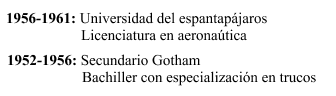 1956-1961: Universidad del espantapájaros
Licenciatura en aeronaútica
1952-1956: Secundario Gotham
Bachiller con especialización en trucos